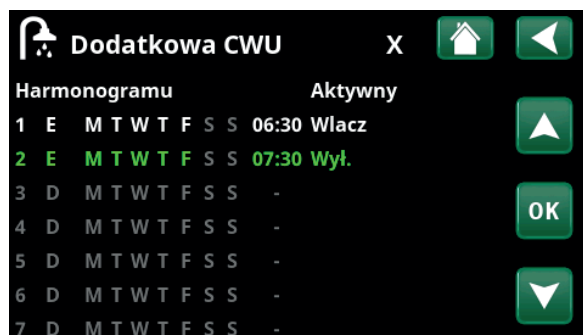 Dodatkowa CWU X
Harmonogramu Aktywny
1 E M T W T F S S 06:30 Wlacz
2 E M T W T F S S 07:30 Wył.
3 D M T W T F S S -
4 D M T W T F S S -
OK
5 D M T W T F S S -
6 D M T W T F S S -
7 D M T W T F S S -